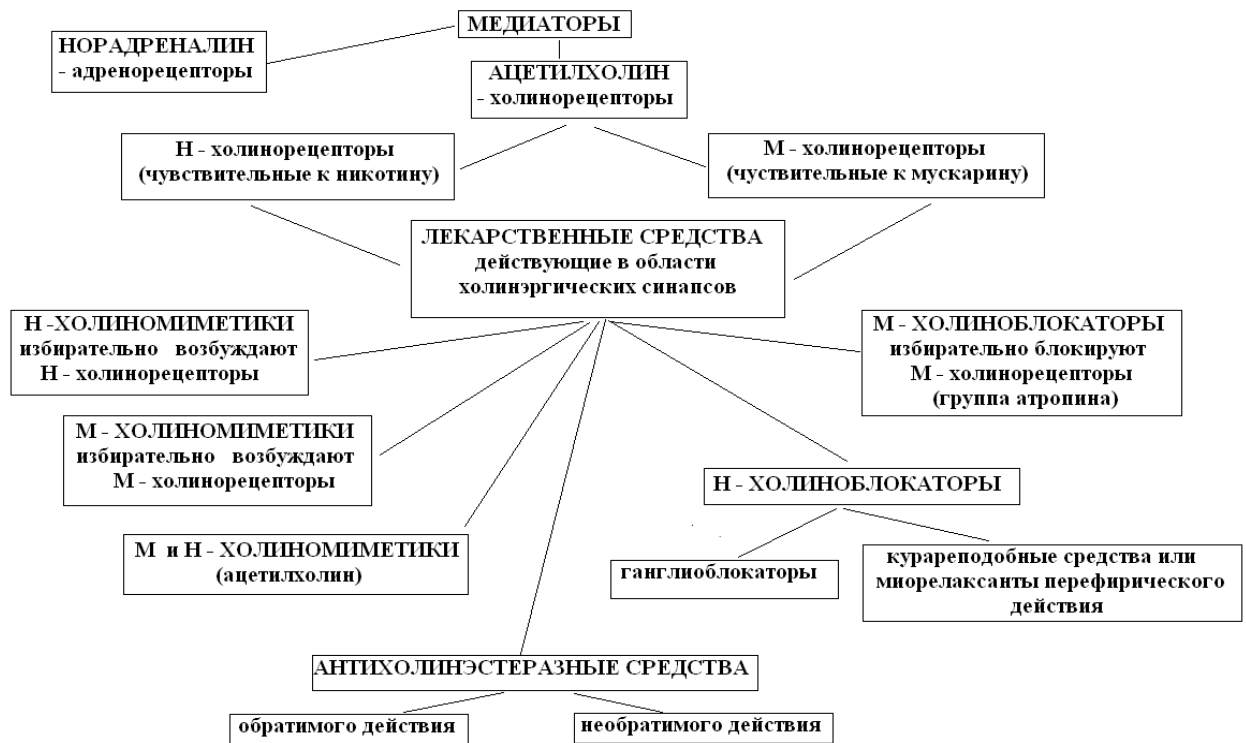 МЕДИАТОРЫ
НОРАДРЕНАЛИН
- адренорецепторы
АЦЕТИЛХОЛИН
- холинорецепторы
Н - холинорецепторы
(чувствительные к никотину)
М - холинорецепторы
(чуствительные к мускарину)
ЛЕКАРСТВЕННЫЕ СРЕДСТВА
действующие в области
холинэргических синапсов
Н -ХОЛИНОМИМЕТИКИ
избирательно возбуждают
Н - холинорецепторы
М - ХОЛИНОБЛОКАТОРЫ
избирательно блокируют
М - холинорецепторы
(группа атропина)
М - ХОЛИНОМИМЕТИКИ
избирательно возбуждают
М - холинорецепторы
Н - ХОЛИНОБЛОКАТОРЫ
М и Н - ХОЛИНОМИМЕТИКИ
(ацетилхолин)
ганглиоблокаторы
курареподобные средства или
миорелаксанты перефирического
действия
АНТИХОЛИНЭСТЕРАЗНЫЕ СРЕДСТВА
обратимого действия
необратимого действия